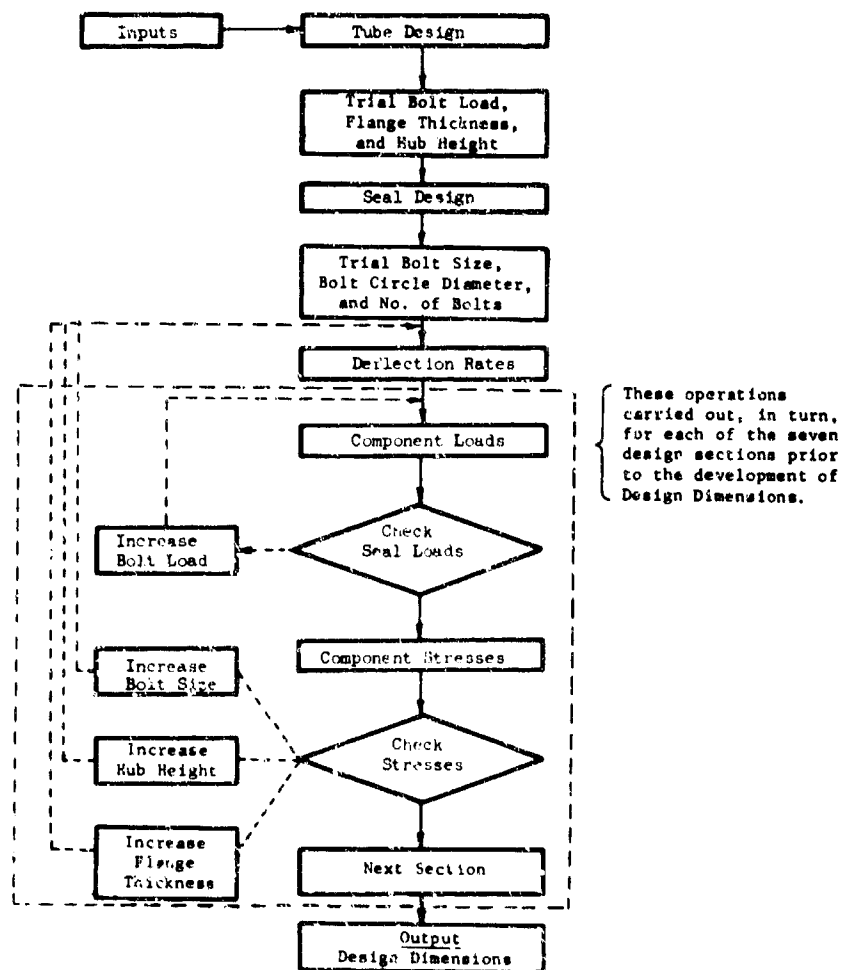 Inputs
Tube Design
Trial Bolt Load,
Flange Thickness,
and Hub Height
Seal Design
Trial Bolt Size,
Bolt Circle Diameter,
and No. of Bolts
Deflection Rates
These operations
carried out, in turn,
for each of the seven
design sections prior
to the development of
Design Dimensions.
Component Loads
Check
Seal Loads
Increase
Bolt Load
Component Stresses
Increase
Bolt Size
Check
Stresses
Increase
Hub Height
Increase
Flange
Thickness
Next Section
Output
Design Dimensions